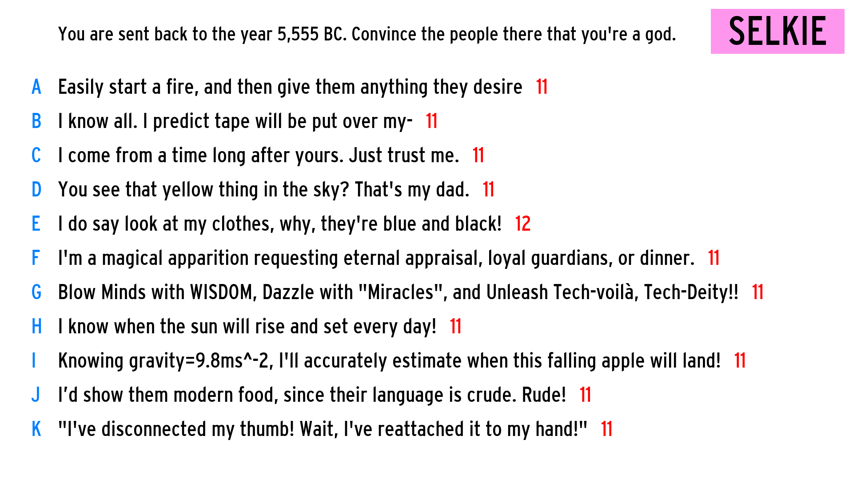 You are sent back to the year 5,555 BC. Convince the people there that you're a god.
SELKIE
A Easily start a fire, and then give them anything they desire 11
B I know all. I predict tape will be put over my- 11
C I come from a time long after yours. Just trust me. 11
D You see that yellow thing in the sky? That's my dad. 11
E I do say look at my clothes, why, they're blue and black! 12
F I'm a magical apparition requesting eternal appraisal, loyal guardians, or dinner. 11
G Blow Minds with WISDOM, Dazzle with "Miracles", and Unleash Tech-voilà, Tech-Deity!! 11
H I know when the sun will rise and set every day! 11
I Knowing gravity=9.8ms^-2, I'll accurately estimate when this falling apple will land! 11
J I’d show them modern food, since their language is crude. Rude! 11
K "I've disconnected my thumb! Wait, I've reattached it to my hand!" 11